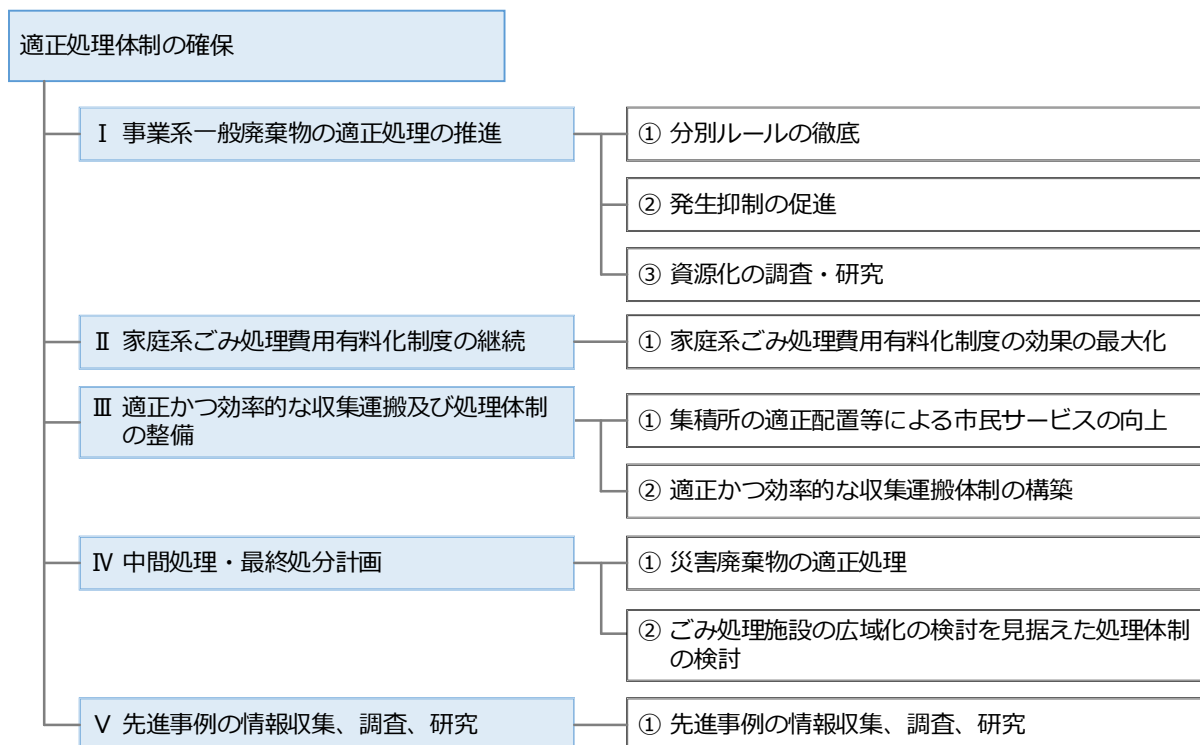 適正処理体制の確保
Ⅰ 事業系一般廃棄物の適正処理の推進
① 分別ルールの徹底
② 発生抑制の促進
③ 資源化の調査・研究
Ⅱ 家庭系ごみ処理費用有料化制度の継続
① 家庭系ごみ処理費用有料化制度の効果の最大化
Ⅲ 適正かつ効率的な収集運搬及び処理体制
の整備
① 集積所の適正配置等による市民サービスの向上
② 適正かつ効率的な収集運搬体制の構築
Ⅳ 中間処理・最終処分計画
① 災害廃棄物の適正処理
② ごみ処理施設の広域化の検討を見据えた処理体制
の検討
Ⅴ 先進事例の情報収集、調査、研究
① 先進事例の情報収集、調査、研究